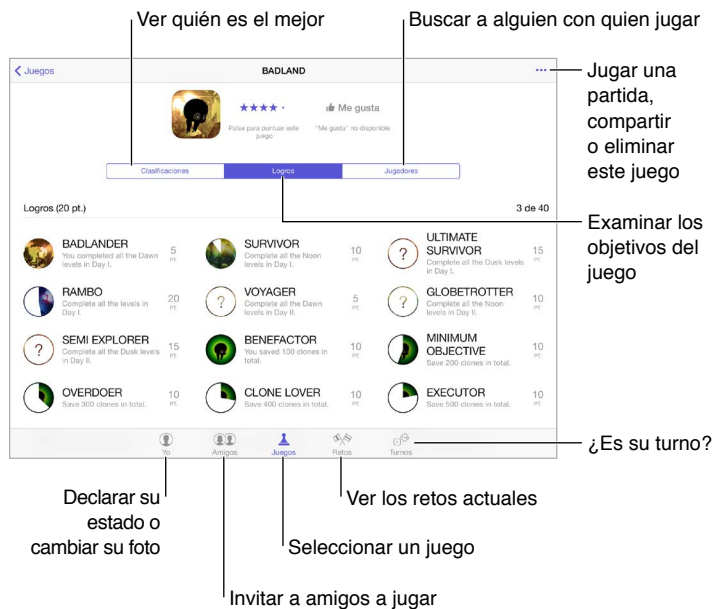 Ver quién es el mejor
Buscar a alguien con quien jugar
Juegos
BADLAND
Jugar una
partida,
compartir
o eliminar
este juego
Me gusta
Pulse para puntuar este
juego
"Me gusta" no disponible
Clasificaciones
Logros
Jugadores
Logros (20 pt.)
3 de 40
Examinar los
objetivos del
juego
BADLANDER
You completed all the Dawn
levels in Day I.
5
PT.
SURVIVOR
Complete all the Noon
levels in Day I.
10
PT.
ULTIMATE
SURVIVOR
Complete all the Dusk levels
in Day I.
15
PT.
RAMBO
Complete all the levels in
Day I.
20
PT.
?
VOYAGER
Complete all the Dawn
levels in Day II.
5
PT.
?
GLOBETROTTER
Complete all the Noon
levels in Day II.
10
PT.
?
?
SEMI EXPLORER
Complete all the Dusk levels
in Day II.
15
PT.
BENEFACTOR
You saved 100 clones in
total.
10
PT.
MINIMUM
OBJECTIVE
Save 200 clones in total.
10
PT.
OVERDOER
Save 300 clones in total.
10
PT.
CLONE LOVER
Save 400 clones in total.
10
PT.
EXECUTOR
Save 500 clones in total.
10
PT.
Yo
Amigos
Juegos
Retos
Turnos
¿Es su turno?
Declarar su
estado o
cambiar su foto
Ver los retos actuales
Seleccionar un juego
Invitar a amigos a jugar